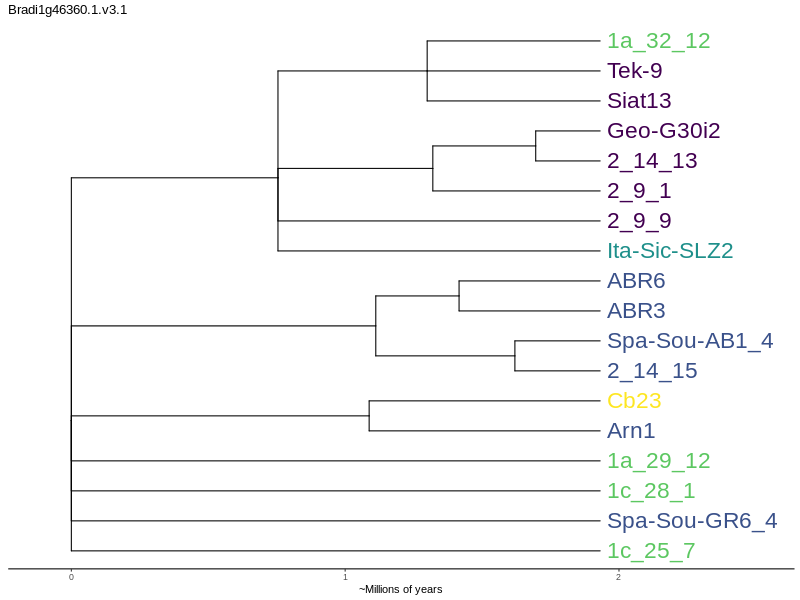 Bradi1g46360.1.v3.1
1a_32_12
Tek-9
Siat13
Geo-G30i2
2_14_13
2_9_1
2_9_9
Ita-Sic-SLZ2
ABR6
ABR3
Spa-Sou-AB1_4
2_14_15
Cb23
Arn1
1a_29_12
1c_28_1
Spa-Sou-GR6_4
1c_25_7
0 1 2
~Millions of years